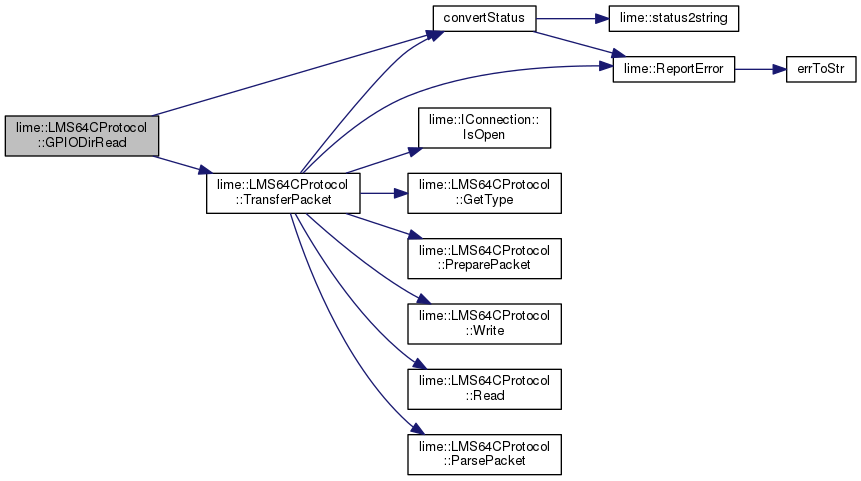 convertStatus
lime::status2string
lime::ReportError
errToStr
lime::LMS64CProtocol
::GPIODirRead
lime::IConnection::
IsOpen
lime::LMS64CProtocol
::TransferPacket
lime::LMS64CProtocol
::GetType
lime::LMS64CProtocol
::PreparePacket
lime::LMS64CProtocol
::Write
lime::LMS64CProtocol
::Read
lime::LMS64CProtocol
::ParsePacket